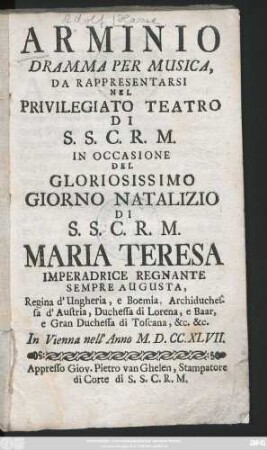 Adolf Hasse
ARMINIO
DRAMMA PER MUSICA,
DA RAPPRESENTARSI
NEL
PRIVILEGIATO TEATRO
DI
S. S. C. R. M.
IN OCCASIONE
DEL
GLORIOSISSIMO
GIORNO NATALIZIO
DI
S. S. C. R. M.
MARIA TERESA
IMPERADRICE REGNANTE
SEMPRE AUGUSTA,
Regina d' Ungheria, e Boemia, Archiduches-
sa d' Austria, Duchessa di Lorena, e Baar,
e Gran Duchessa di Toscana, &c. &c.
In Vienna nell' Anno M. D. CC. XLVII.
Appresso Giov. Pietro van Ghelen, Stampatore
di Corte di S. S. C. R. M.